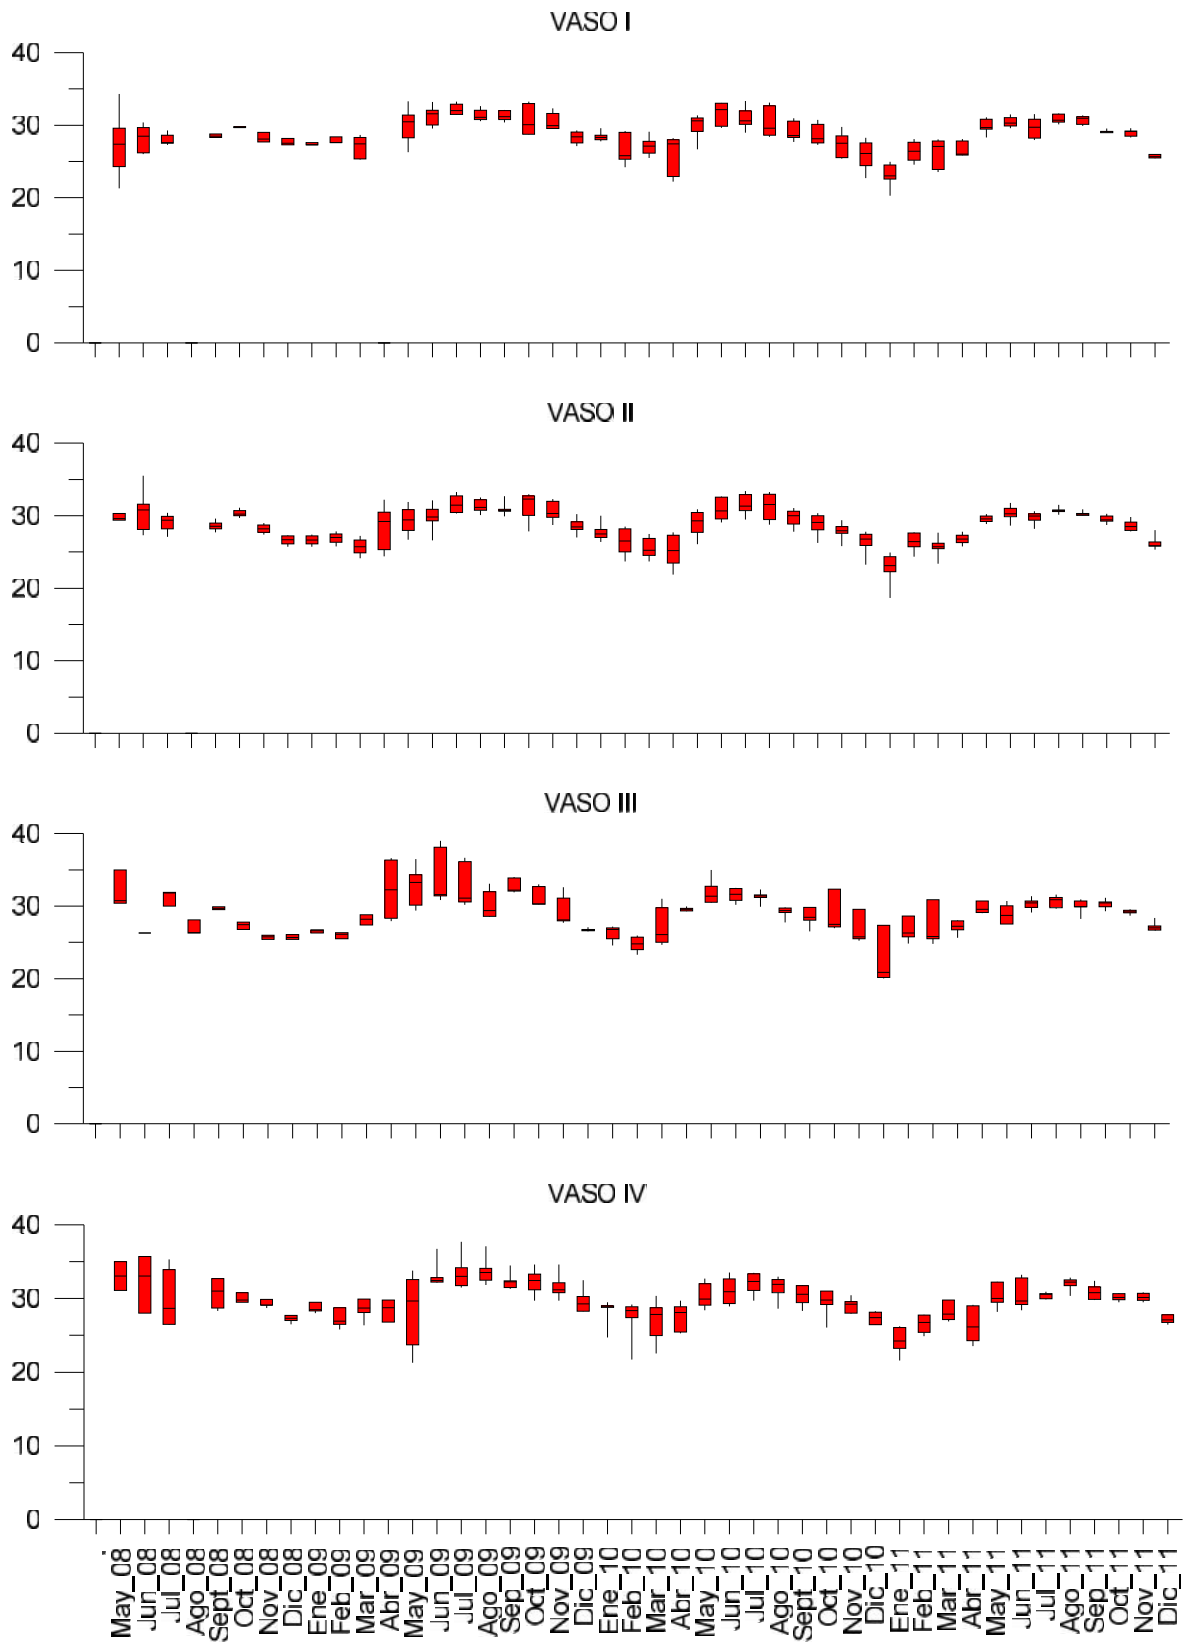 VASO I
40
30
20
10
0
VASO II
40
30
20
10
0
VASO III
40
30
20
10
0
VASO IV
40
30
20
10
0
May_08
Jun_08
Jul_08
Ago_08
Sept_08
Oct_08
Nov_08
Dic_08
Ene_09
Feb_09
Mar_09
Abr_09
May_09
Jun_09
Jul_09
Ago_09
Sep_09
Oct_09
Nov_09
Dic_09
Ene_10
Feb_10
Mar_10
Abr_10
May_10
Jun_10
Jul_10
Ago_10
Sept_10
Oct_10
Nov_10
Dic_10
Ene_11
Feb_11
Mar_11
Abr_11
May_11
Jun_11
Jul_11
Ago_11
Sep_11
Oct_11
Nov_11
Dic_11